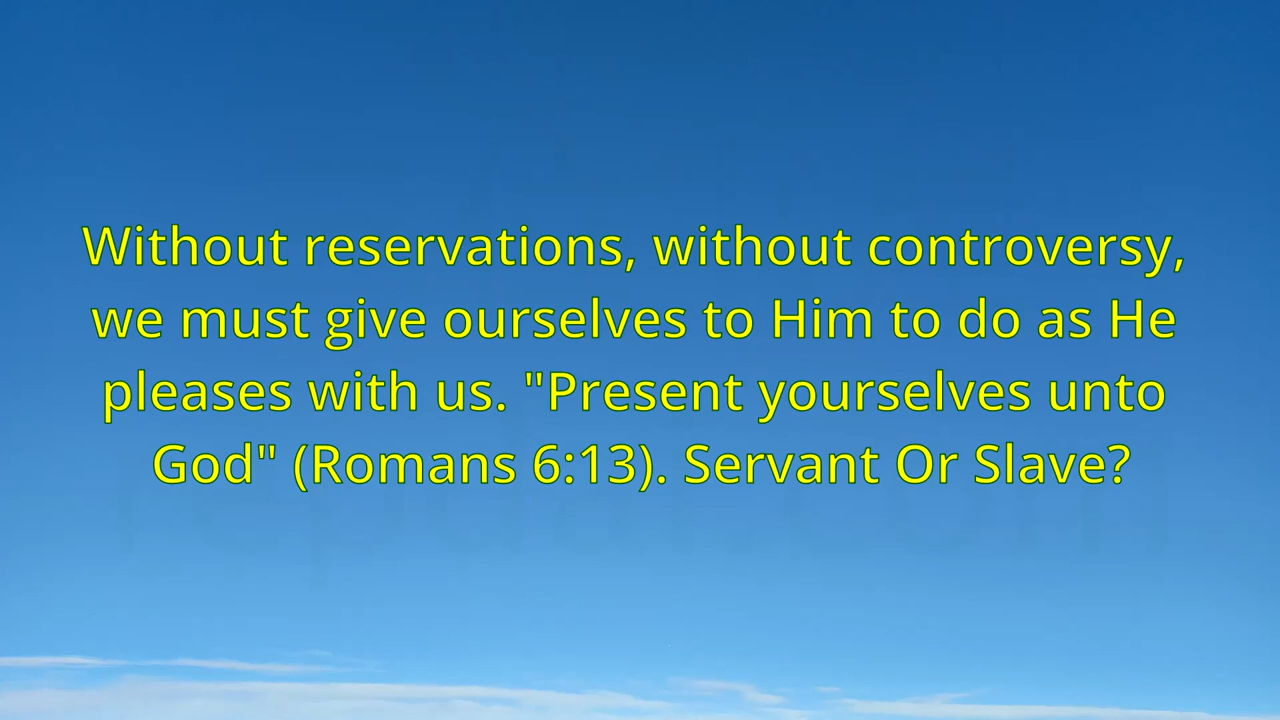 Without reservations, without controversy,
we must give ourselves to Him to do as He
pleases with us. "Present yourselves unto
God" (Romans 6:13). Servant Or Slave?